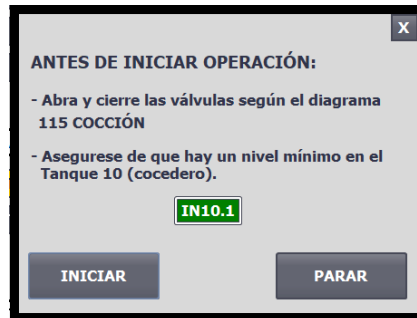 X
ANTES DE INICIAR OPERACIÓN:
- Abra y cierre las válvulas según el diagrama
115 COCCIÓN
- Asegurese de que hay un nivel mínimo en el
Tanque 10 (cocedero).
IN10.1
INICIAR
PARAR